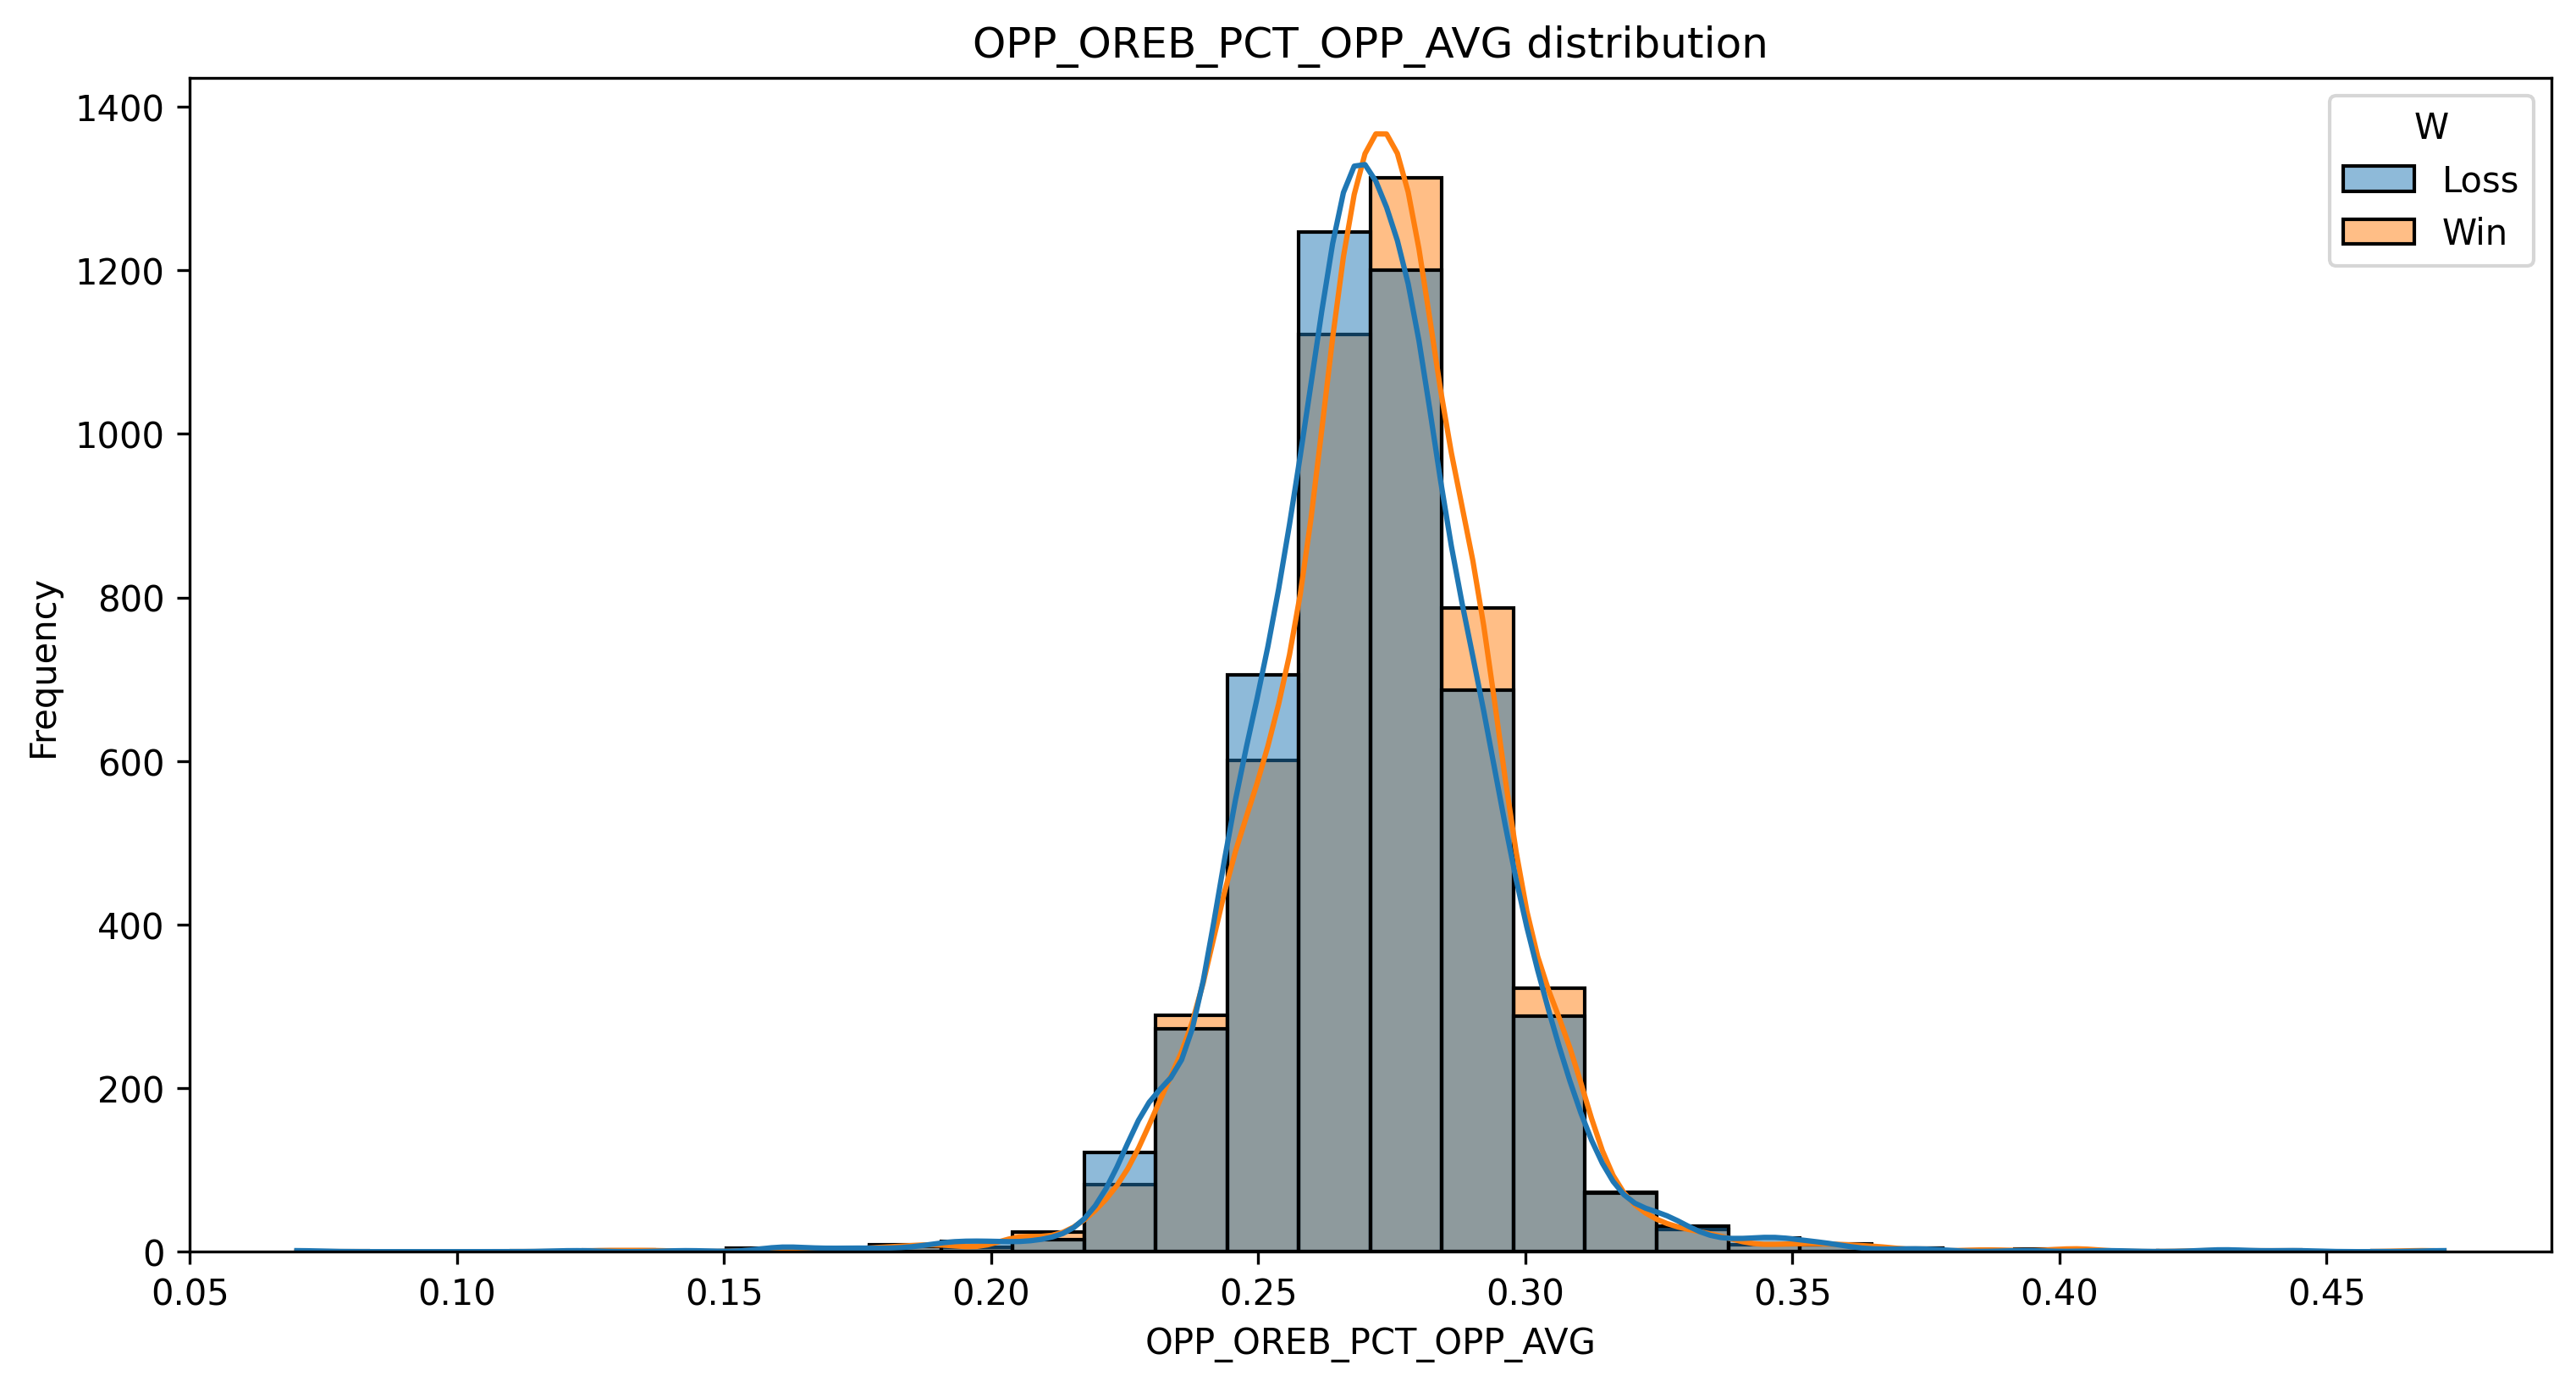 OPP_OREB_PCT_OPP_AVG distribution
W
Loss
Win
Frequency
1400
1200
1000
800
600
400
200
0
0.05 0.10 0.15 0.20 0.25 0.30 0.35 0.40 0.45
OPP_OREB_PCT_OPP_AVG